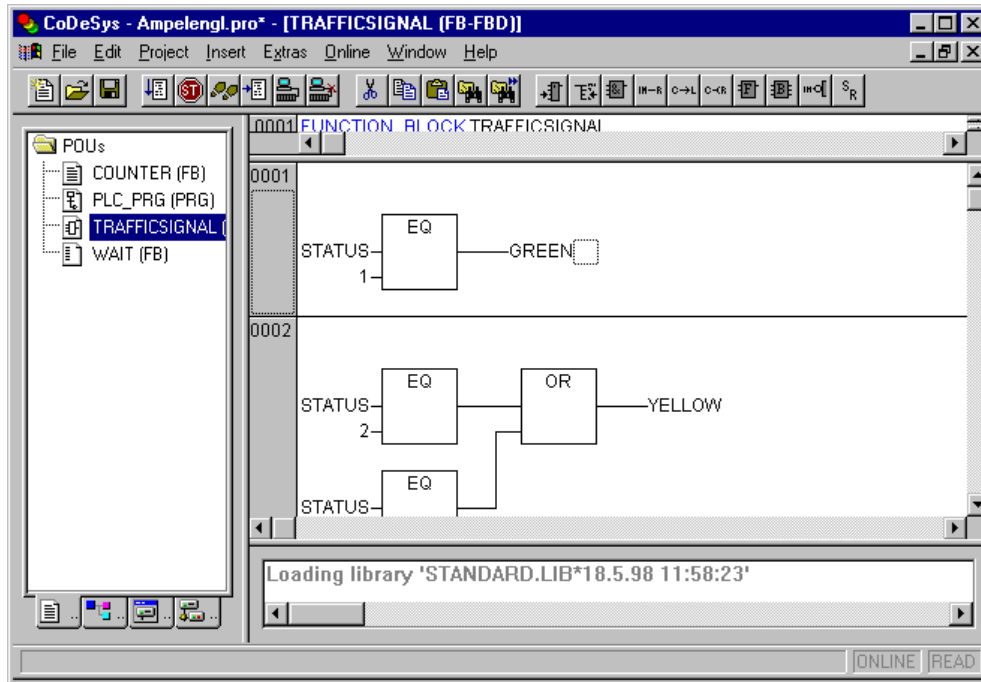 CoDeSys - Ampelengl.pro* - [TRAFFICSIGNAL (FB-FBD)]
File Edit Project Insert Extras Online Window Help
POUs
COUNTER (FB)
PLC_PRG (PRG)
TRAFFICSIGNAL (
WAIT (FB)
0001 FUNCTION_BLOCK TRAFFICSIGNAL
0001
EQ
STATUS GREEN
1
0002
EQ OR
STATUS YELLOW
2
EQ
STATUS
Loading library 'STANDARD.LIB*18.5.98 11:58:23'
ONLINE READ